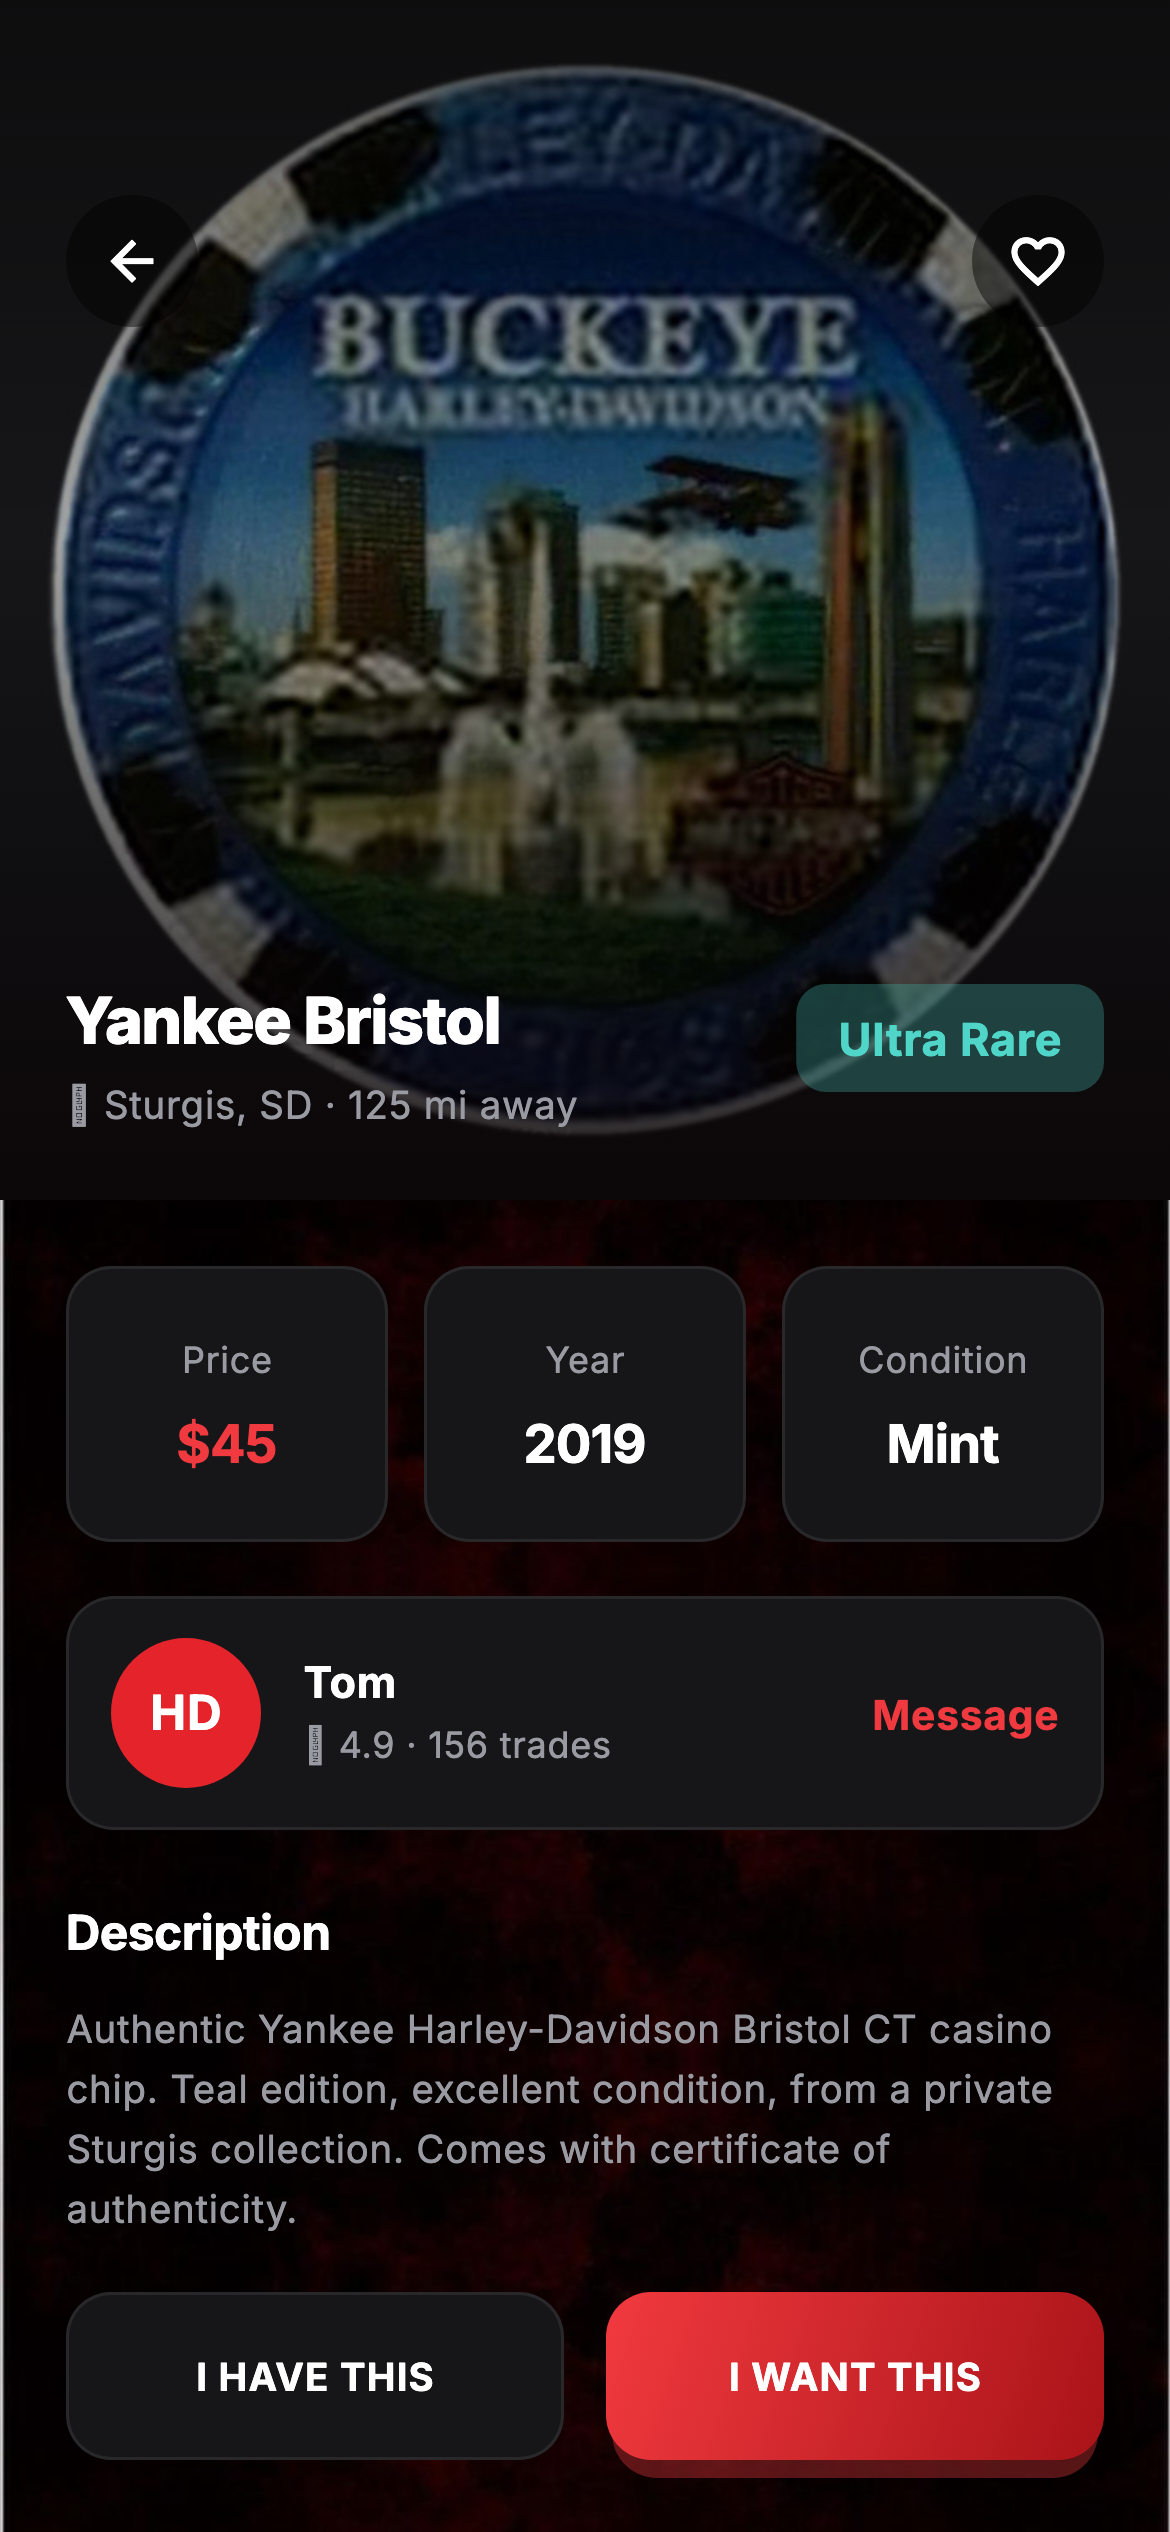 BUCKEYE
HARLEY-DAVIDSON
DAVIDSON
Yankee Bristol
Ultra Rare
Sturgis, SD · 125 mi away
Price
Year
Condition
$45
2019
Mint
HD
Tom
4.9 · 156 trades
Message
Description
Authentic Yankee Harley-Davidson Bristol CT casino
chip. Teal edition, excellent condition, from a private
Sturgis collection. Comes with certificate of
authenticity.
I HAVE THIS
I WANT THIS